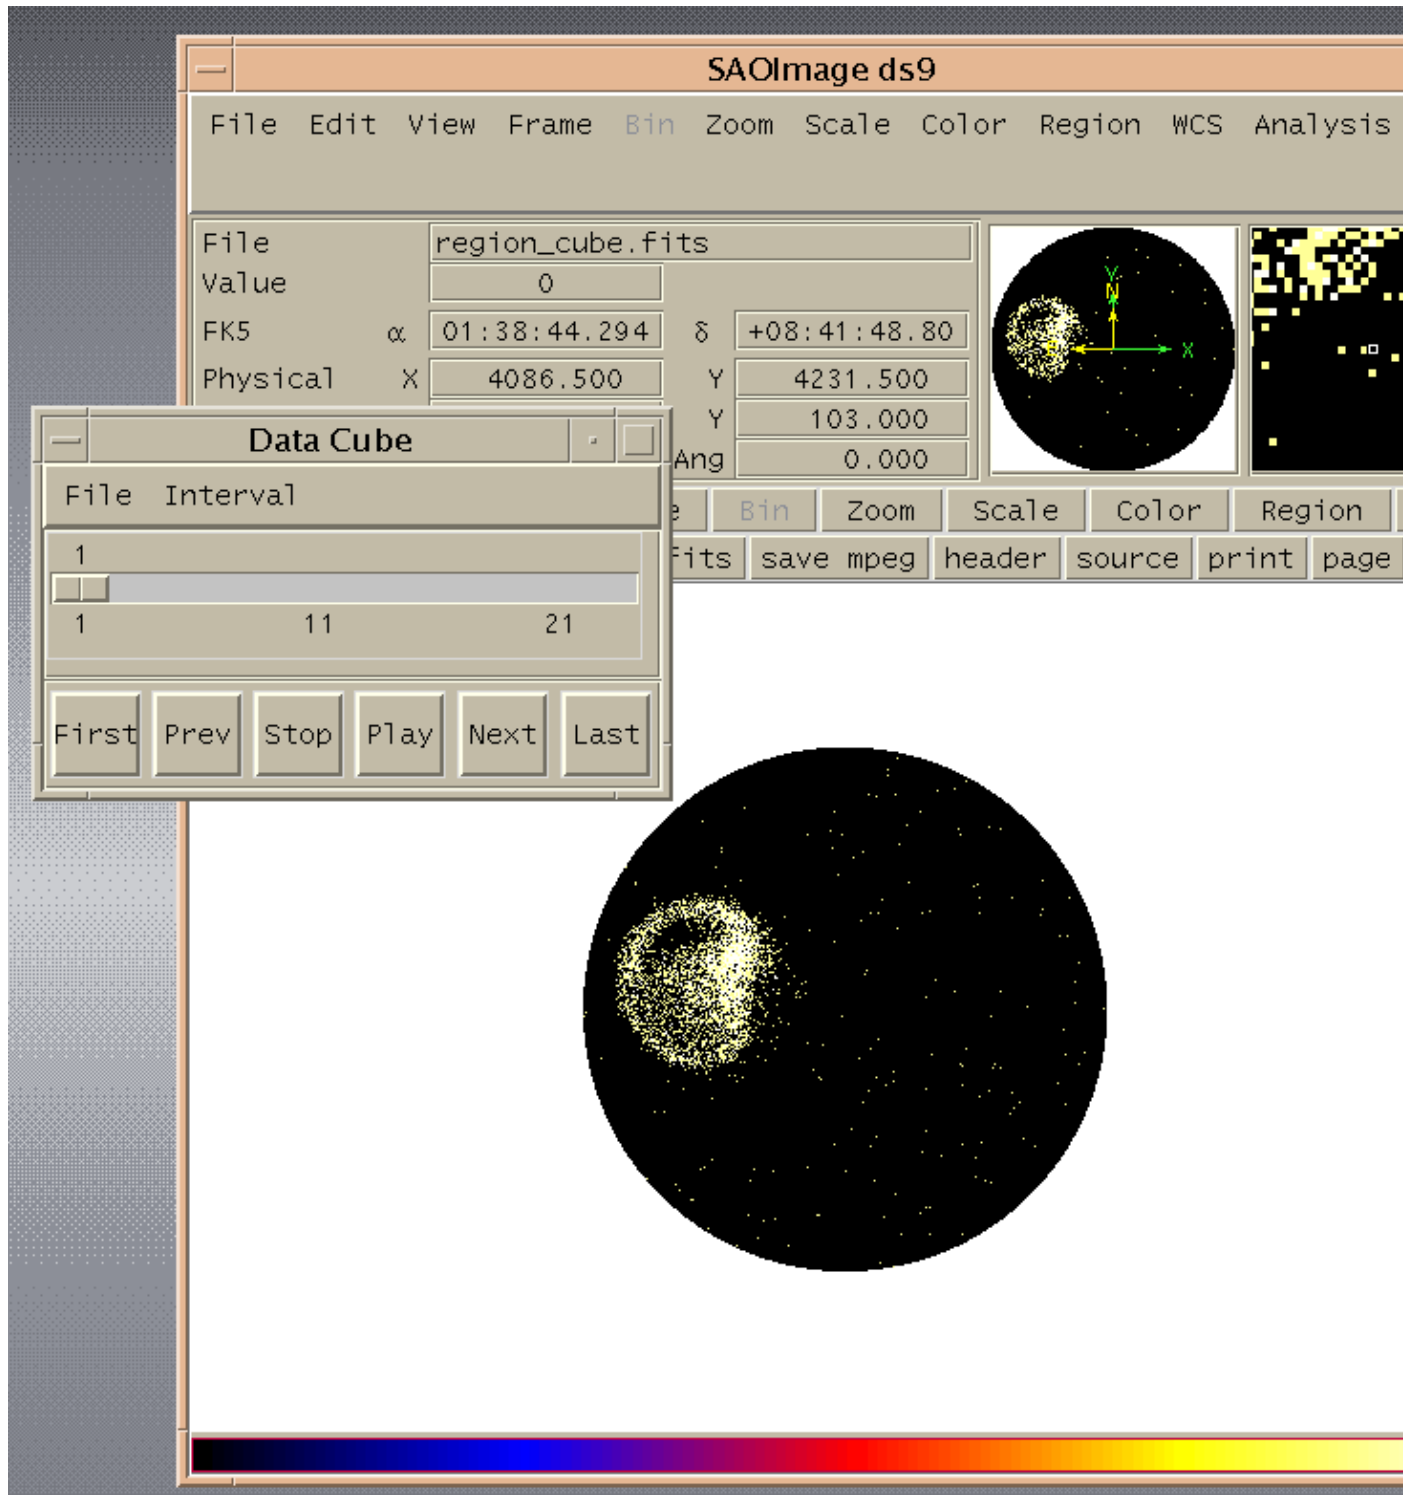 SAOImage ds9
File Edit View Frame Bin Zoom Scale Color Region WCS Analysis
File region_cube.fits
Value 0
FK5 α 01:38:44.294 δ +08:41:48.80
Physical X 4086.500 Y 4231.500
Y 103.000
Ang 0.000
Y
N
X
Bin Zoom Scale Color Region
fits save mpeg header source print page
Data Cube
File Interval
1
1 11 21
First Prev Stop Play Next Last